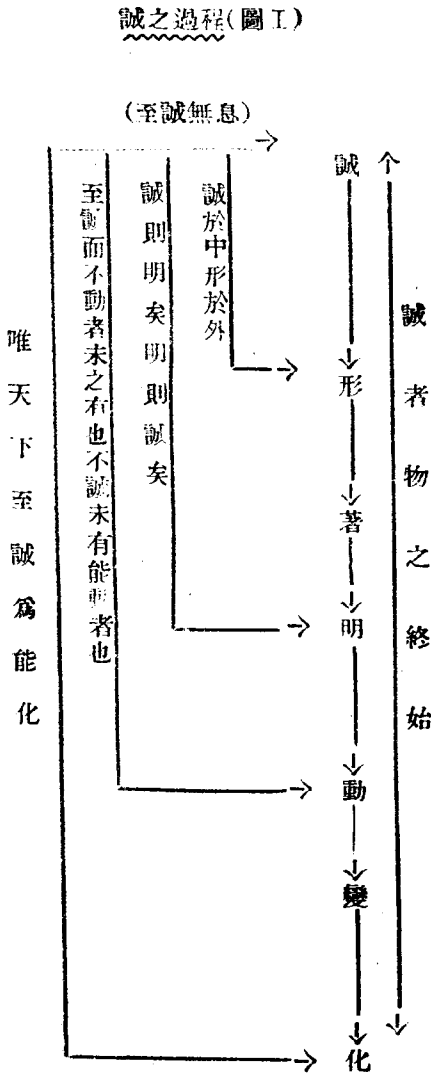 誠之過程(圖I)
(至誠無息)
誠者物之終始
誠
形
著
明
動
變
化
誠於中形於外
誠則明矣明則誠矣
至誠而不動者未之有也不誠未有能動者也
唯天下至誠爲能化